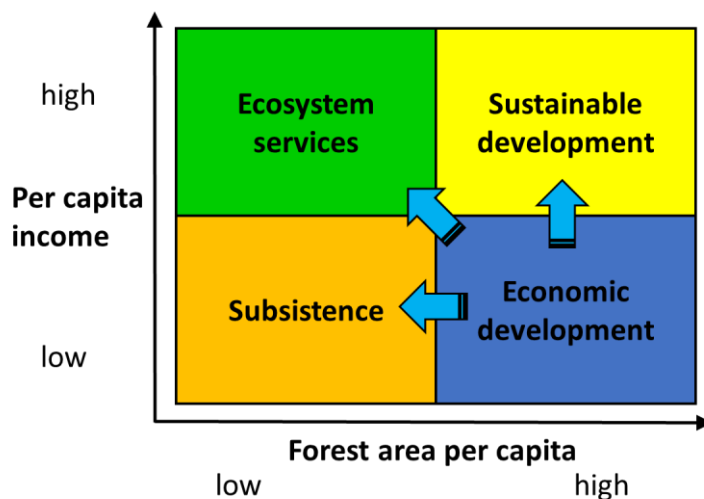 high
Ecosystem
services
Sustainable
development
Per capita
income
Subsistence
Economic
development
low
Forest area per capita
low
high